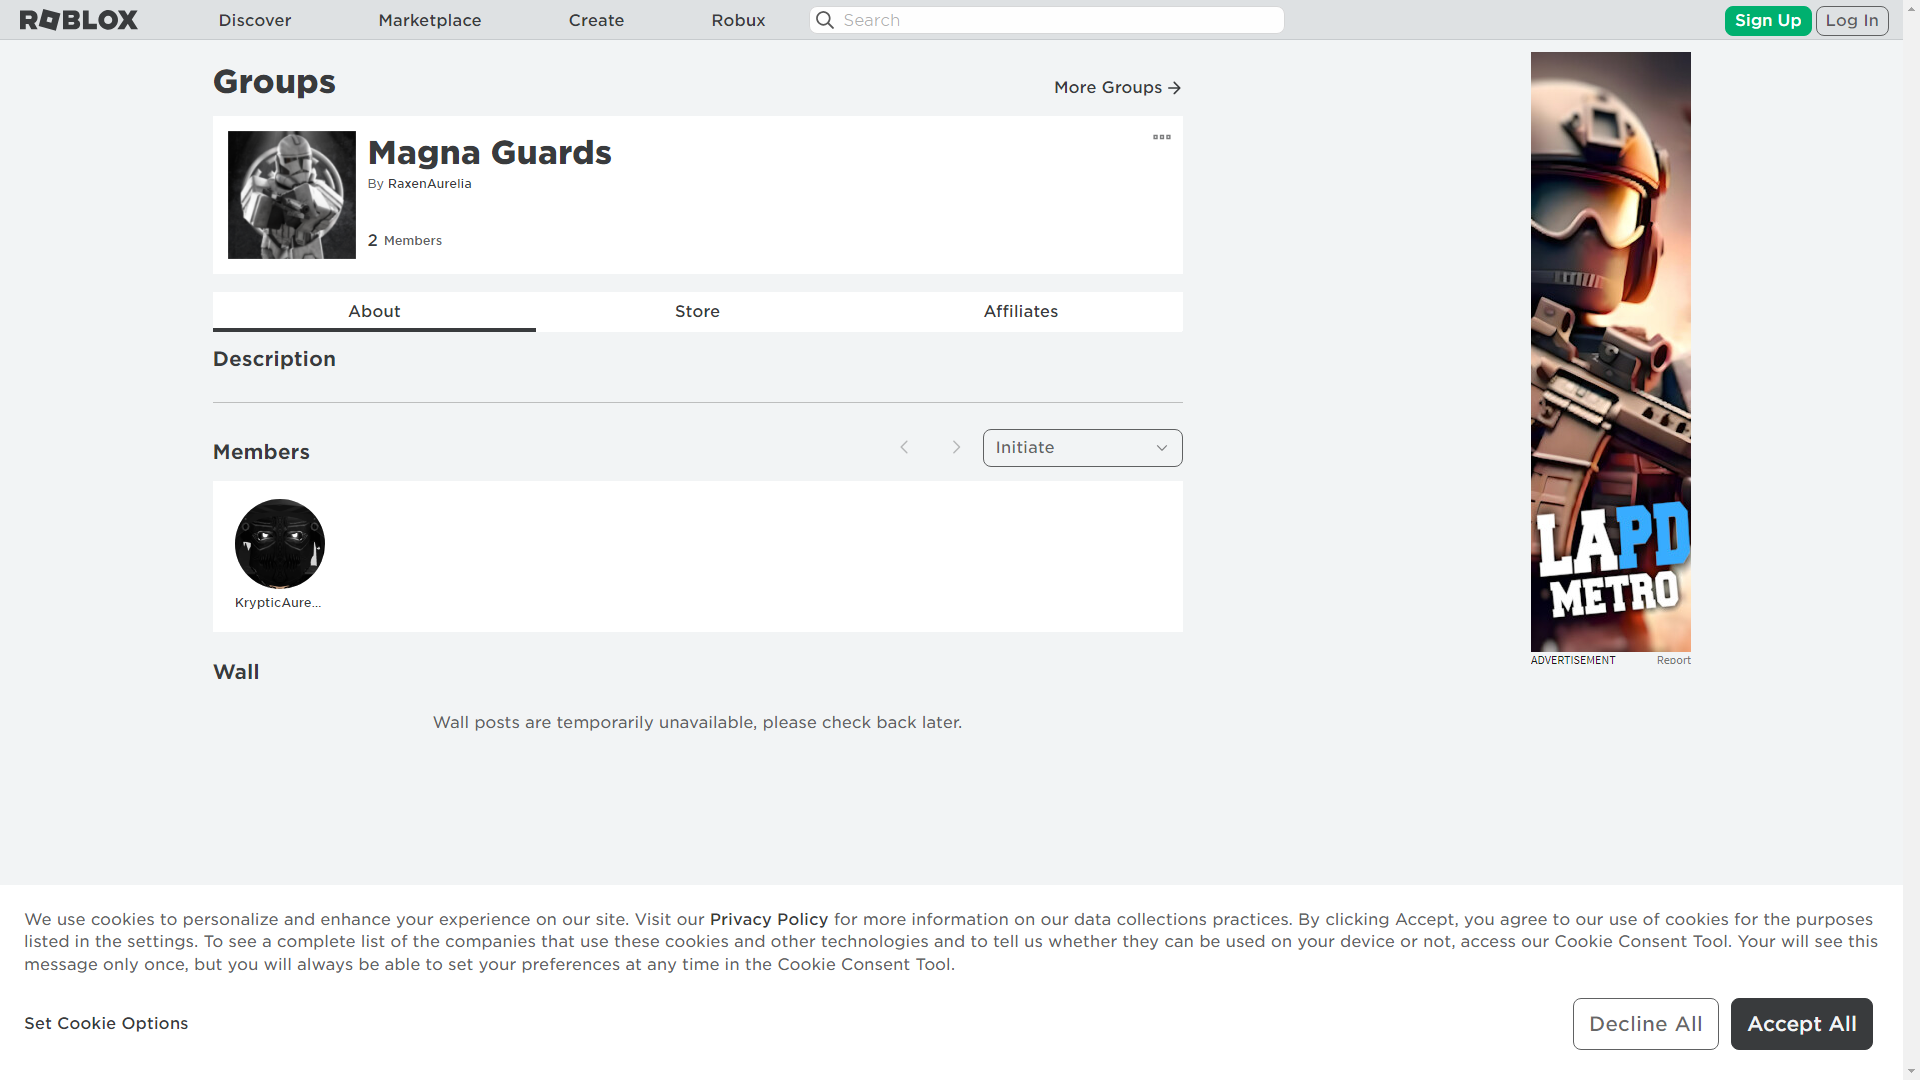 ROBLOX
Discover
Marketplace
Create
Robux
Search
Sign Up
Log In
Groups
More Groups
Magna Guards
By RaxenAurelia
2 Members
About
Store
Affiliates
Description
Members
Initiate
KrypticAure...
Wall
Wall posts are temporarily unavailable, please check back later.
LAPD
METRO
ADVERTISEMENT
Report
We use cookies to personalize and enhance your experience on our site. Visit our Privacy Policy for more information on our data collections practices. By clicking Accept, you agree to our use of cookies for the purposes
listed in the settings. To see a complete list of the companies that use these cookies and other technologies and to tell us whether they can be used on your device or not, access our Cookie Consent Tool. Your will see this
message only once, but you will always be able to set your preferences at any time in the Cookie Consent Tool.
Set Cookie Options
Decline All
Accept All